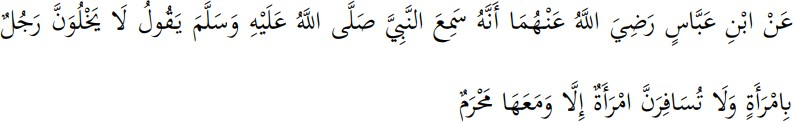 عَنْ ابْنِ عَبَّاسٍ رَضِيَ اللَّهُ عَنْهُمَا أَنَّهُ سَمِعَ النَّبِيَّ صَلَّى اللَّهُ عَلَيْهِ وَسَلَّمَ يَقُولُ لَا يَخْلُوَنَّ رَجُلٌ
بِامْرَأَةٍ وَلَا تُسَافِرَنَّ امْرَأَةٌ إِلَّا وَمَعَهَا مَحْرَمٌ